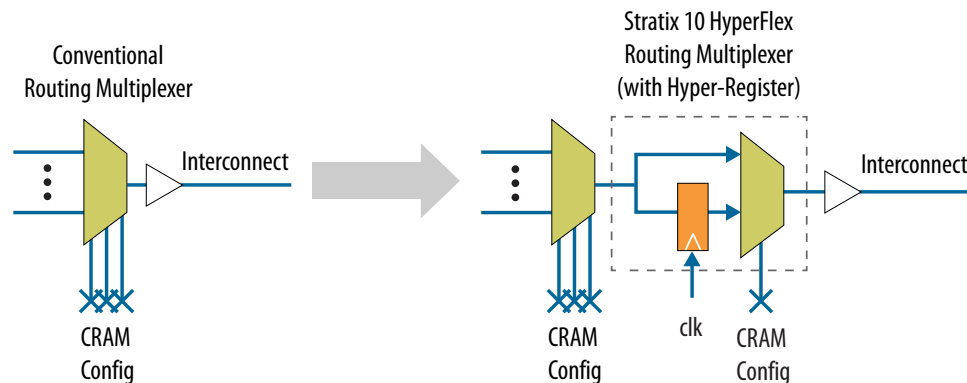 Conventional
Routing Multiplexer
Interconnect
CRAM
Config
Stratix 10 HyperFlex
Routing Multiplexer
(with Hyper-Register)
Interconnect
CRAM
Config
clk
CRAM
Config